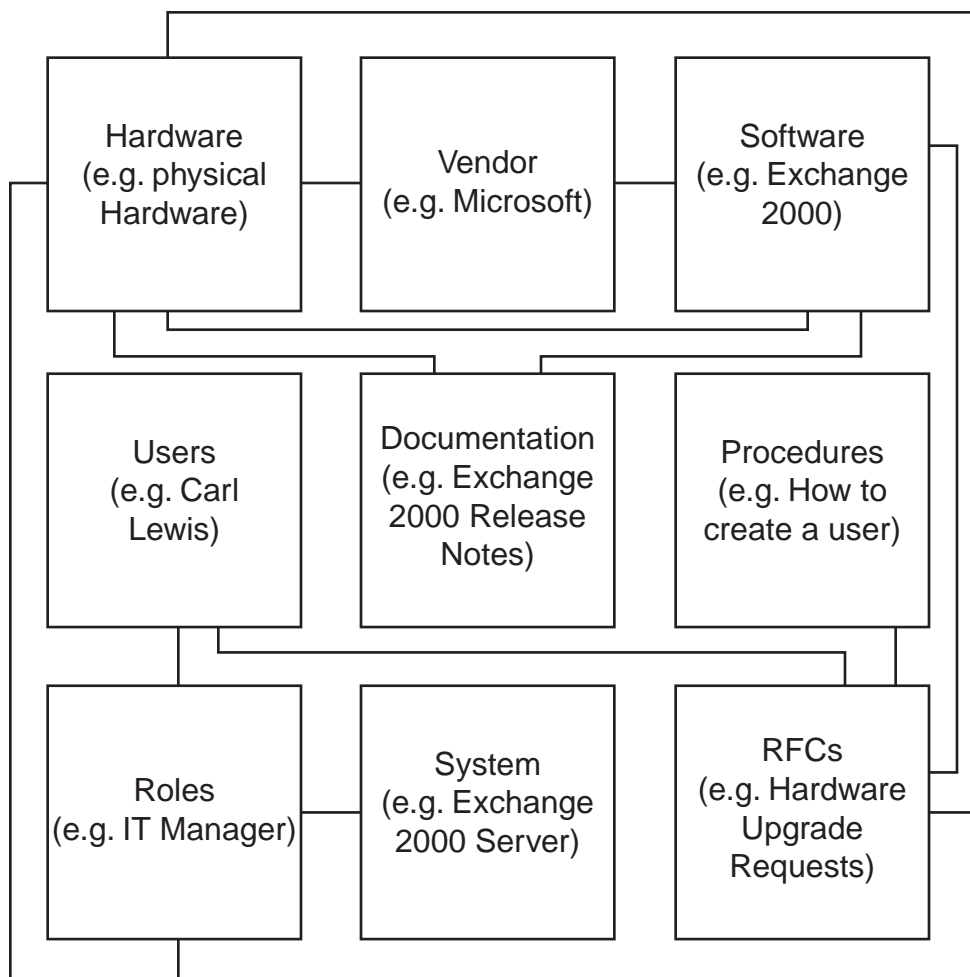 Hardware
(e.g. physical
Hardware)
Vendor
(e.g. Microsoft)
Software
(e.g. Exchange
2000)
Users
(e.g. Carl
Lewis)
Documentation
(e.g. Exchange
2000 Release
Notes)
Procedures
(e.g. How to
create a user)
Roles
(e.g. IT Manager)
System
(e.g. Exchange
2000 Server)
RFCs
(e.g. Hardware
Upgrade
Requests)